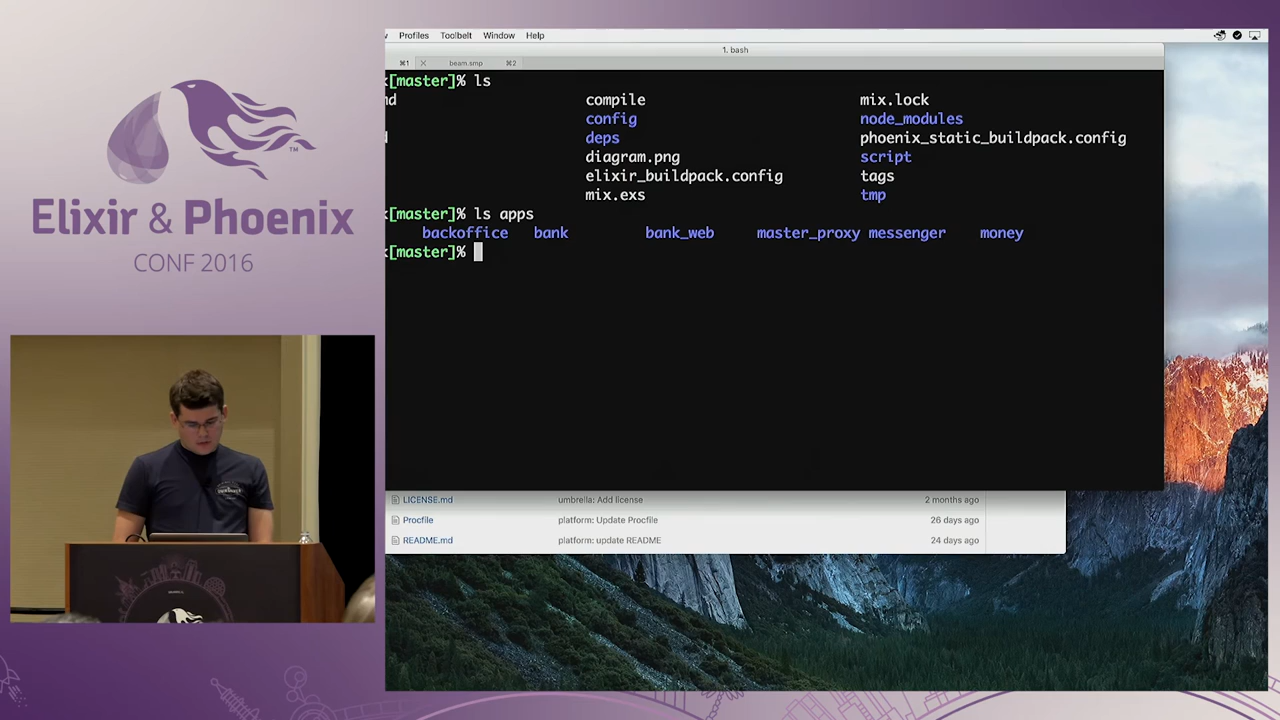 Elixir & Phoenix
CONF 2016
TM
Profiles Toolbelt Window Help
1. bash
⌘1 beam.smp ⌘2
[master]% ls
compile mix.lock
config node_modules
deps phoenix_static_buildpack.config
diagram.png script
elixir_buildpack.config tags
mix.exs tmp
[master]% ls apps
backoffice bank bank_web master_proxy messenger money
[master]%
LICENSE.md umbrella: Add license 2 months ago
Procfile platform: Update Procfile 26 days ago
README.md platform: update README 24 days ago